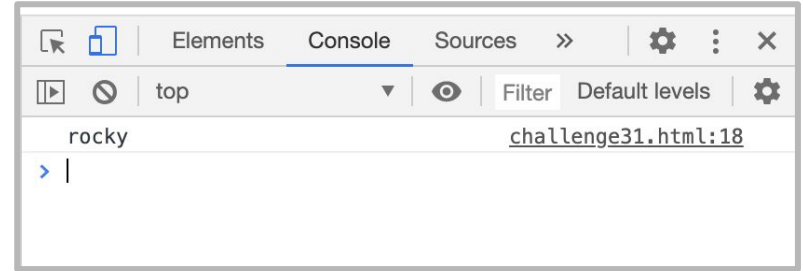 Elements Console Sources »
top Filter Default levels
rocky challenge31.html:18
>